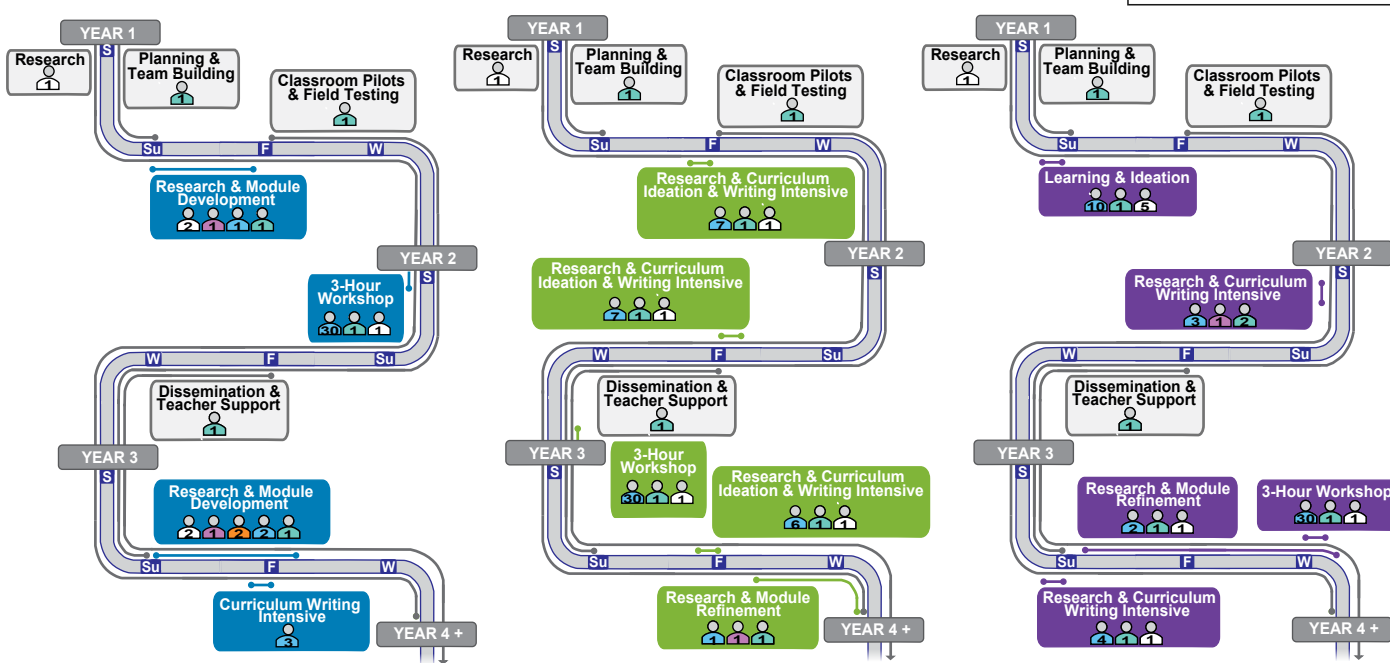 YEAR 1
S
Research
1
Planning &
Team Building
1
Classroom Pilots
& Field Testing
1
Su
F
W
Research & Module
Development
2 1 1 1
YEAR 2
S
3-Hour
Workshop
30 1 1
W
F
Su
Dissemination &
Teacher Support
1
YEAR 3
S
Research & Module
Development
2 1 2 2 1
Su
F
W
Curriculum Writing
Intensive
3
YEAR 4 +
YEAR 1
S
Research
1
Planning &
Team Building
1
Classroom Pilots
& Field Testing
1
Su
F
W
Research & Curriculum
Ideation & Writing Intensive
7 1 1
YEAR 2
S
Research & Curriculum
Ideation & Writing Intensive
7 1 1
W
F
Su
Dissemination &
Teacher Support
1
YEAR 3
S
3-Hour
Workshop
30 1 1
Research & Curriculum
Ideation & Writing Intensive
6 1 1
Su
F
W
Research & Module
Refinement
1 1 1
YEAR 4 +
YEAR 1
S
Research
1
Planning &
Team Building
1
Classroom Pilots
& Field Testing
1
Su
F
W
Learning & Ideation
10 1 5
YEAR 2
S
Research & Curriculum
Writing Intensive
3 1 2
W
F
Su
Dissemination &
Teacher Support
1
YEAR 3
S
Research & Module
Refinement
2 1 1
3-Hour Workshop
30 1 1
Su
F
W
Research & Curriculum
Writing Intensive
4 1 1
YEAR 4 +